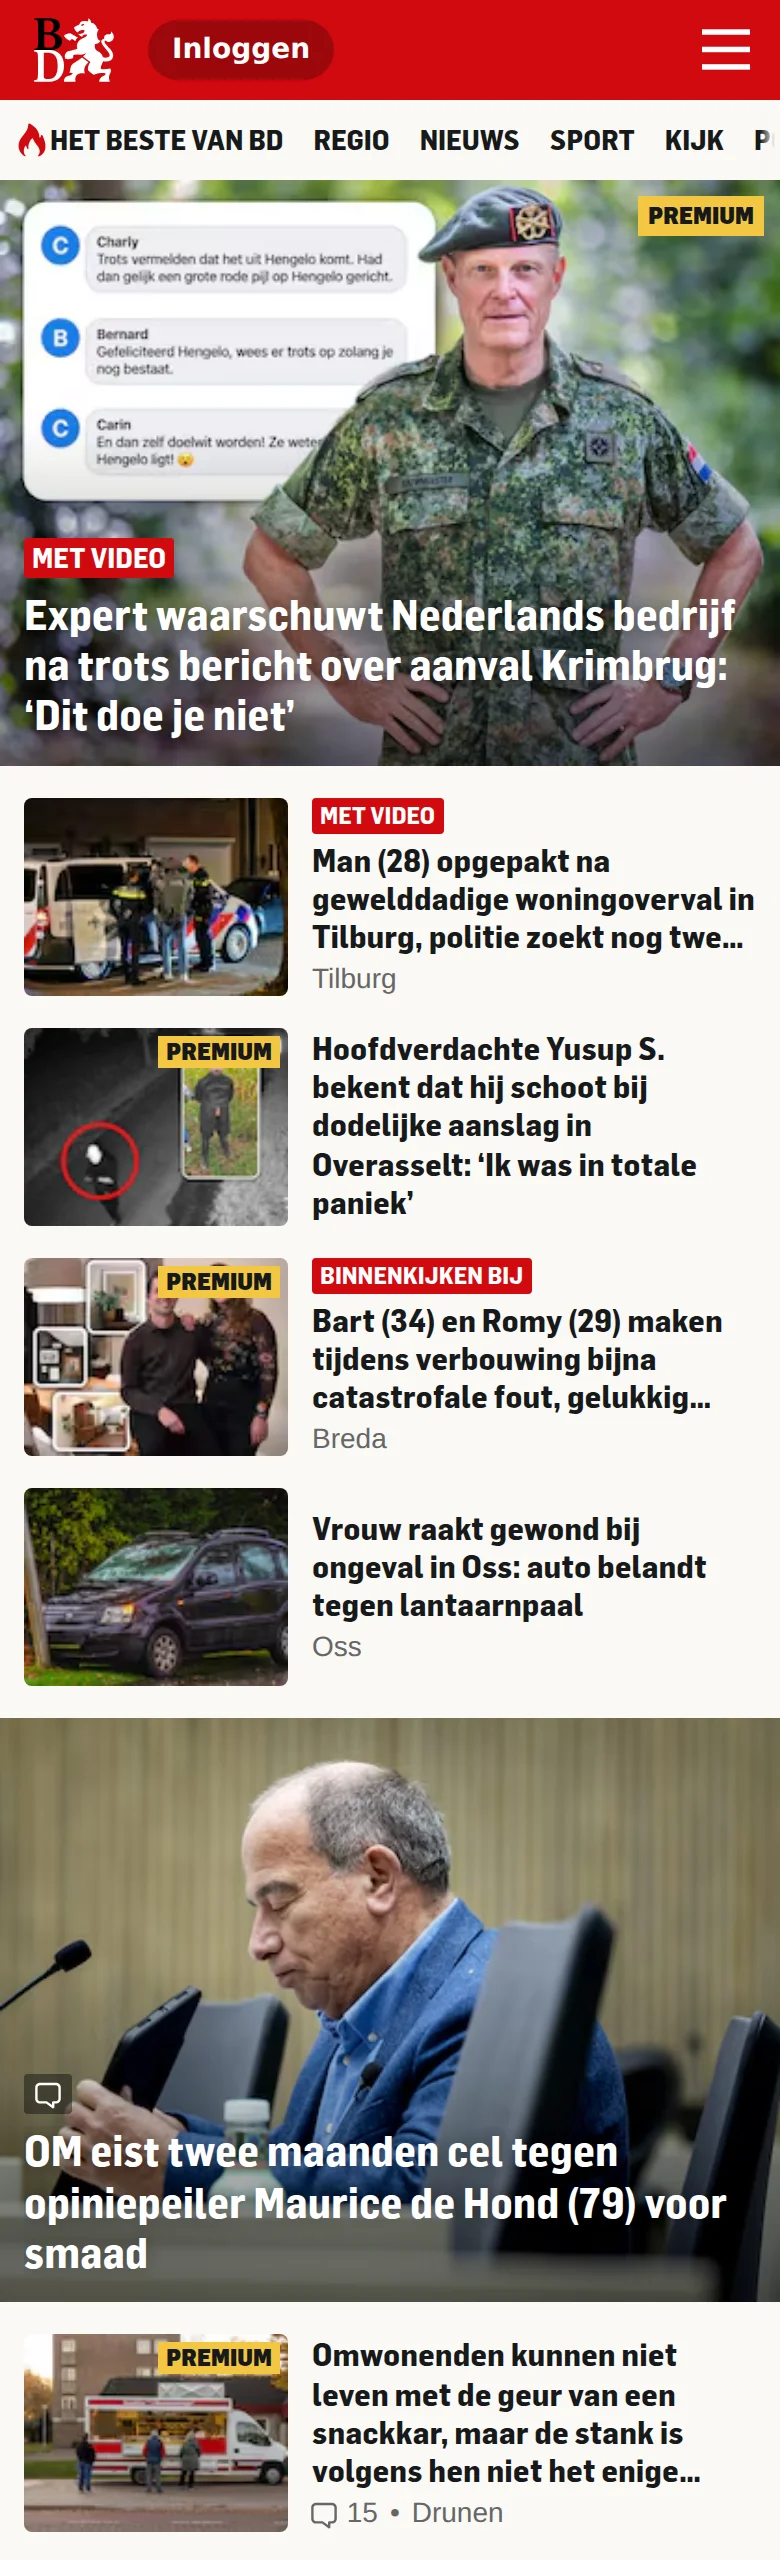 BD
Inloggen
HET BESTE VAN BD REGIO NIEUWS SPORT KIJK
PREMIUM
C
Charly
Trots vermelden dat het uit Hengelo komt. Had
dan gelijk een grote rode pijl op Hengelo gericht.
B
Bernard
Gefeliciteerd Hengelo, wees er trots op zolang je
nog bestaat.
C
Carin
En dan zelf doelwit worden! Ze weten
Hengelo ligt! 😮
MET VIDEO
Expert waarschuwt Nederlands bedrijf
na trots bericht over aanval Krimbrug:
‘Dit doe je niet’
MET VIDEO
Man (28) opgepakt na
gewelddadige woningoverval in
Tilburg, politie zoekt nog twe...
Tilburg
PREMIUM
Hoofdverdachte Yusup S.
bekent dat hij schoot bij
dodelijke aanslag in
Overasselt: ‘Ik was in totale
paniek’
PREMIUM
BINNENKIJKEN BIJ
Bart (34) en Romy (29) maken
tijdens verbouwing bijna
catastrofale fout, gelukkig...
Breda
Vrouw raakt gewond bij
ongeval in Oss: auto belandt
tegen lantaarnpaal
Oss
OM eist twee maanden cel tegen
opiniepeiler Maurice de Hond (79) voor
smaad
PREMIUM
Omwonenden kunnen niet
leven met de geur van een
snackkar, maar de stank is
volgens hen niet het enige...
15 • Drunen